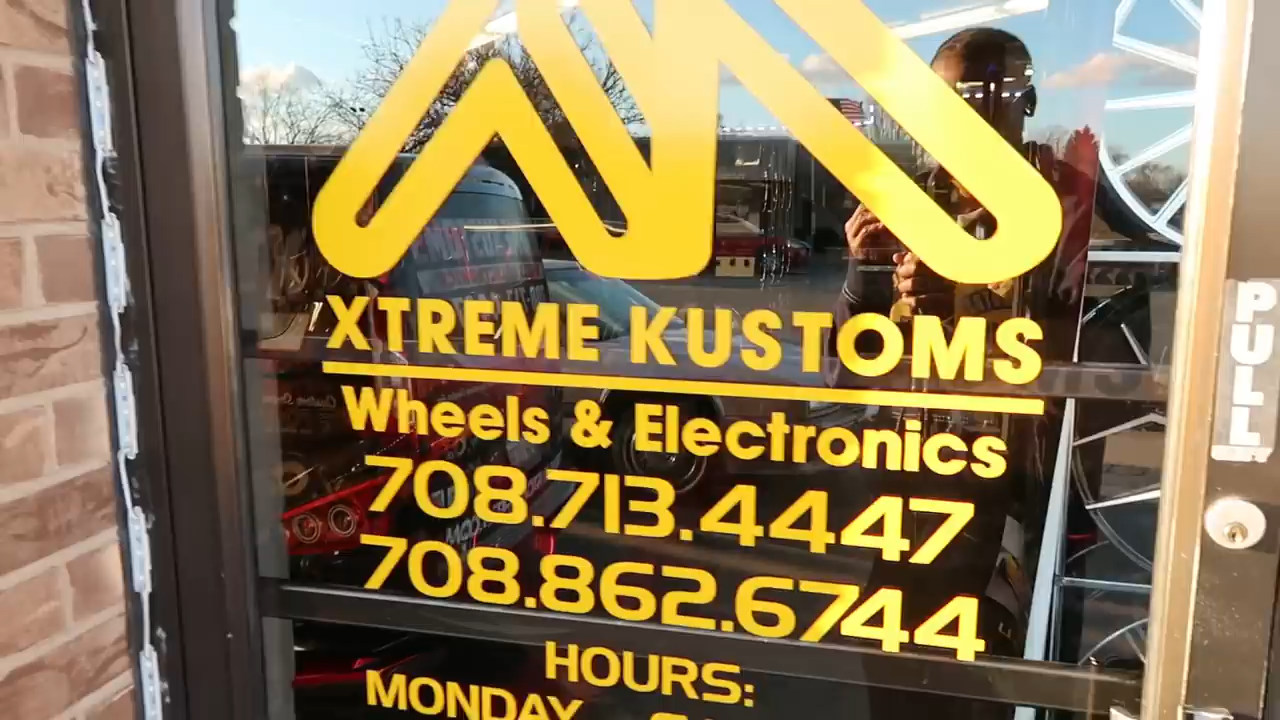 XTREME KUSTOMS
Wheels & Electronics
708.713.4447
708.862.6744
HOURS:
MONDAY
PULL